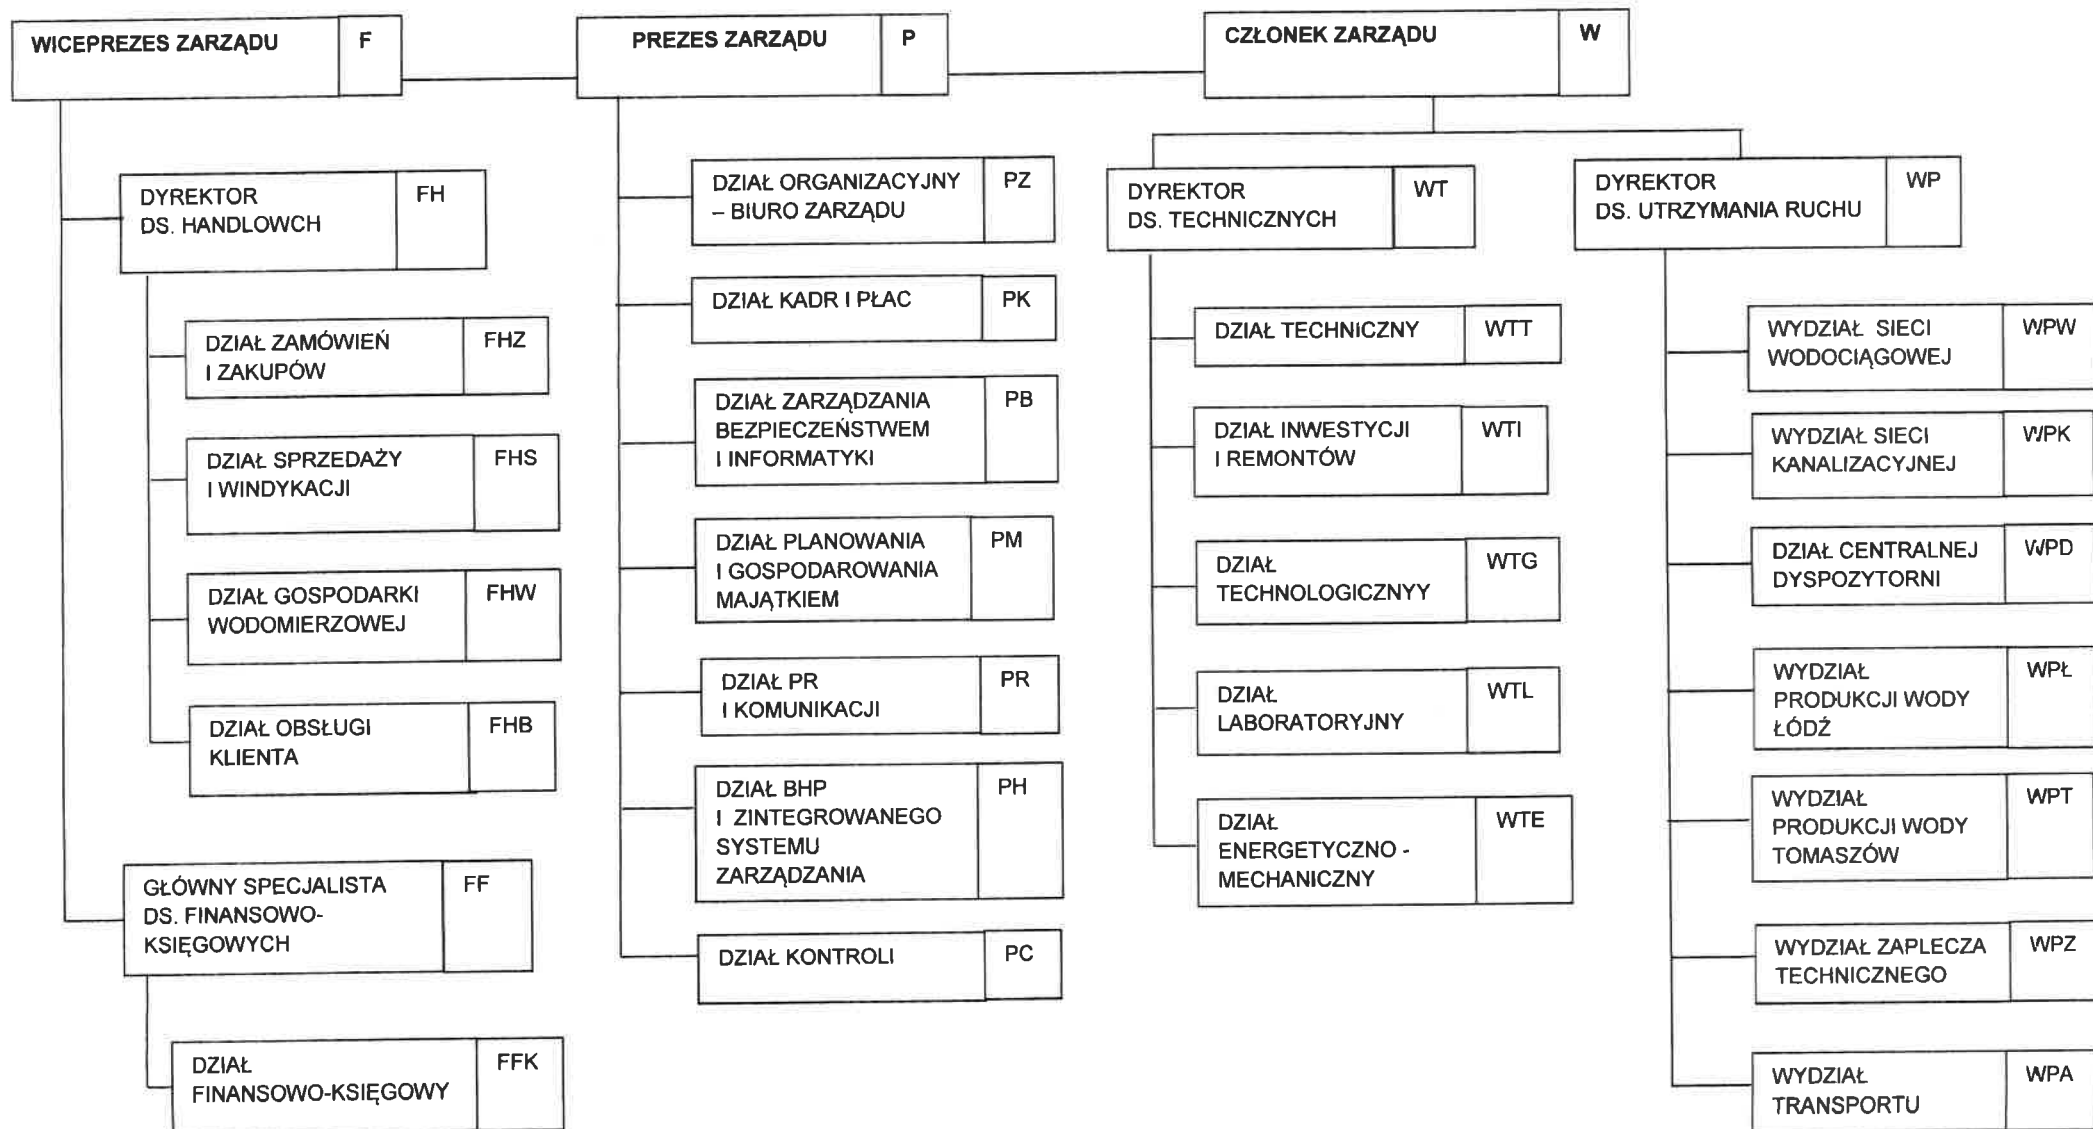 WICEPREZES ZARZĄDU F
PREZES ZARZĄDU P
CZŁONEK ZARZĄDU W
DYREKTOR FH
DS. HANDLOWCH
DZIAŁ ZAMÓWIEŃ FHZ
I ZAKUPÓW
DZIAŁ SPRZEDAŻY FHS
I WINDYKACJI
DZIAŁ GOSPODARKI FHW
WODOMIERZOWEJ
DZIAŁ OBSŁUGI FHB
KLIENTA
GŁÓWNY SPECJALISTA FF
DS. FINANSOWO-
KSIĘGOWYCH
DZIAŁ FFK
FINANSOWO-KSIĘGOWY
DZIAŁ ORGANIZACYJNY PZ
– BIURO ZARZĄDU
DZIAŁ KADR I PŁAC PK
DZIAŁ ZARZĄDZANIA PB
BEZPIECZEŃSTWEM
I INFORMATYKI
DZIAŁ PLANOWANIA PM
I GOSPODAROWANIA
MAJĄTKIEM
DZIAŁ PR PR
I KOMUNIKACJI
DZIAŁ BHP PH
I ZINTEGROWANEGO
SYSTEMU
ZARZĄDZANIA
DZIAŁ KONTROLI PC
DYREKTOR WT
DS. TECHNICZNYCH
DZIAŁ TECHNICZNY WTT
DZIAŁ INWESTYCJI WTI
I REMONTÓW
DZIAŁ WTG
TECHNOLOGICZNYY
DZIAŁ WTL
LABORATORYJNY
DZIAŁ WTE
ENERGETYCZNO -
MECHANICZNY
DYREKTOR WP
DS. UTRZYMANIA RUCHU
WYDZIAŁ SIECI WPW
WODOCIĄGOWEJ
WYDZIAŁ SIECI WPK
KANALIZACYJNEJ
DZIAŁ CENTRALNEJ WPD
DYSPOZYTORNI
WYDZIAŁ WPŁ
PRODUKCJI WODY
ŁÓDŹ
WYDZIAŁ WPT
PRODUKCJI WODY
TOMASZÓW
WYDZIAŁ ZAPLECZA WPZ
TECHNICZNEGO
WYDZIAŁ WPA
TRANSPORTU